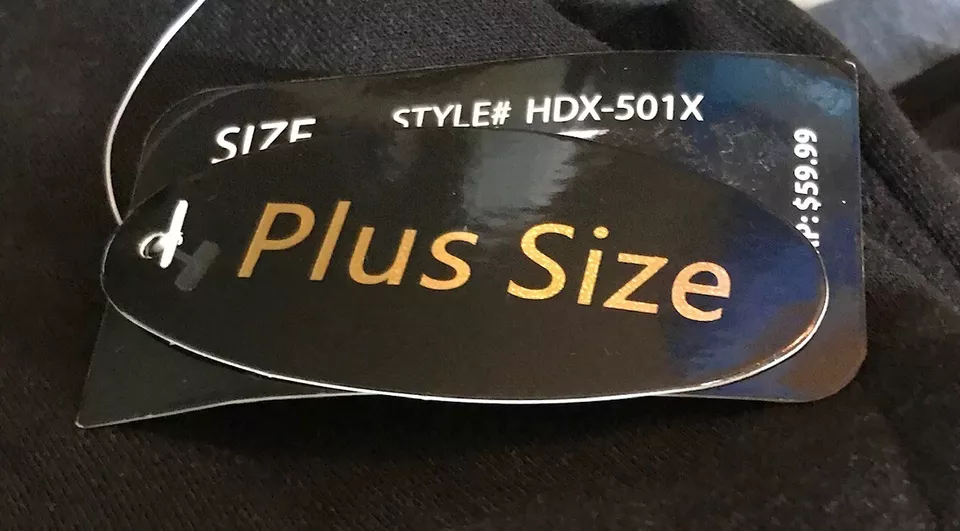 SIZE
STYLE# HDX-501X
P: $59.99
Plus Size